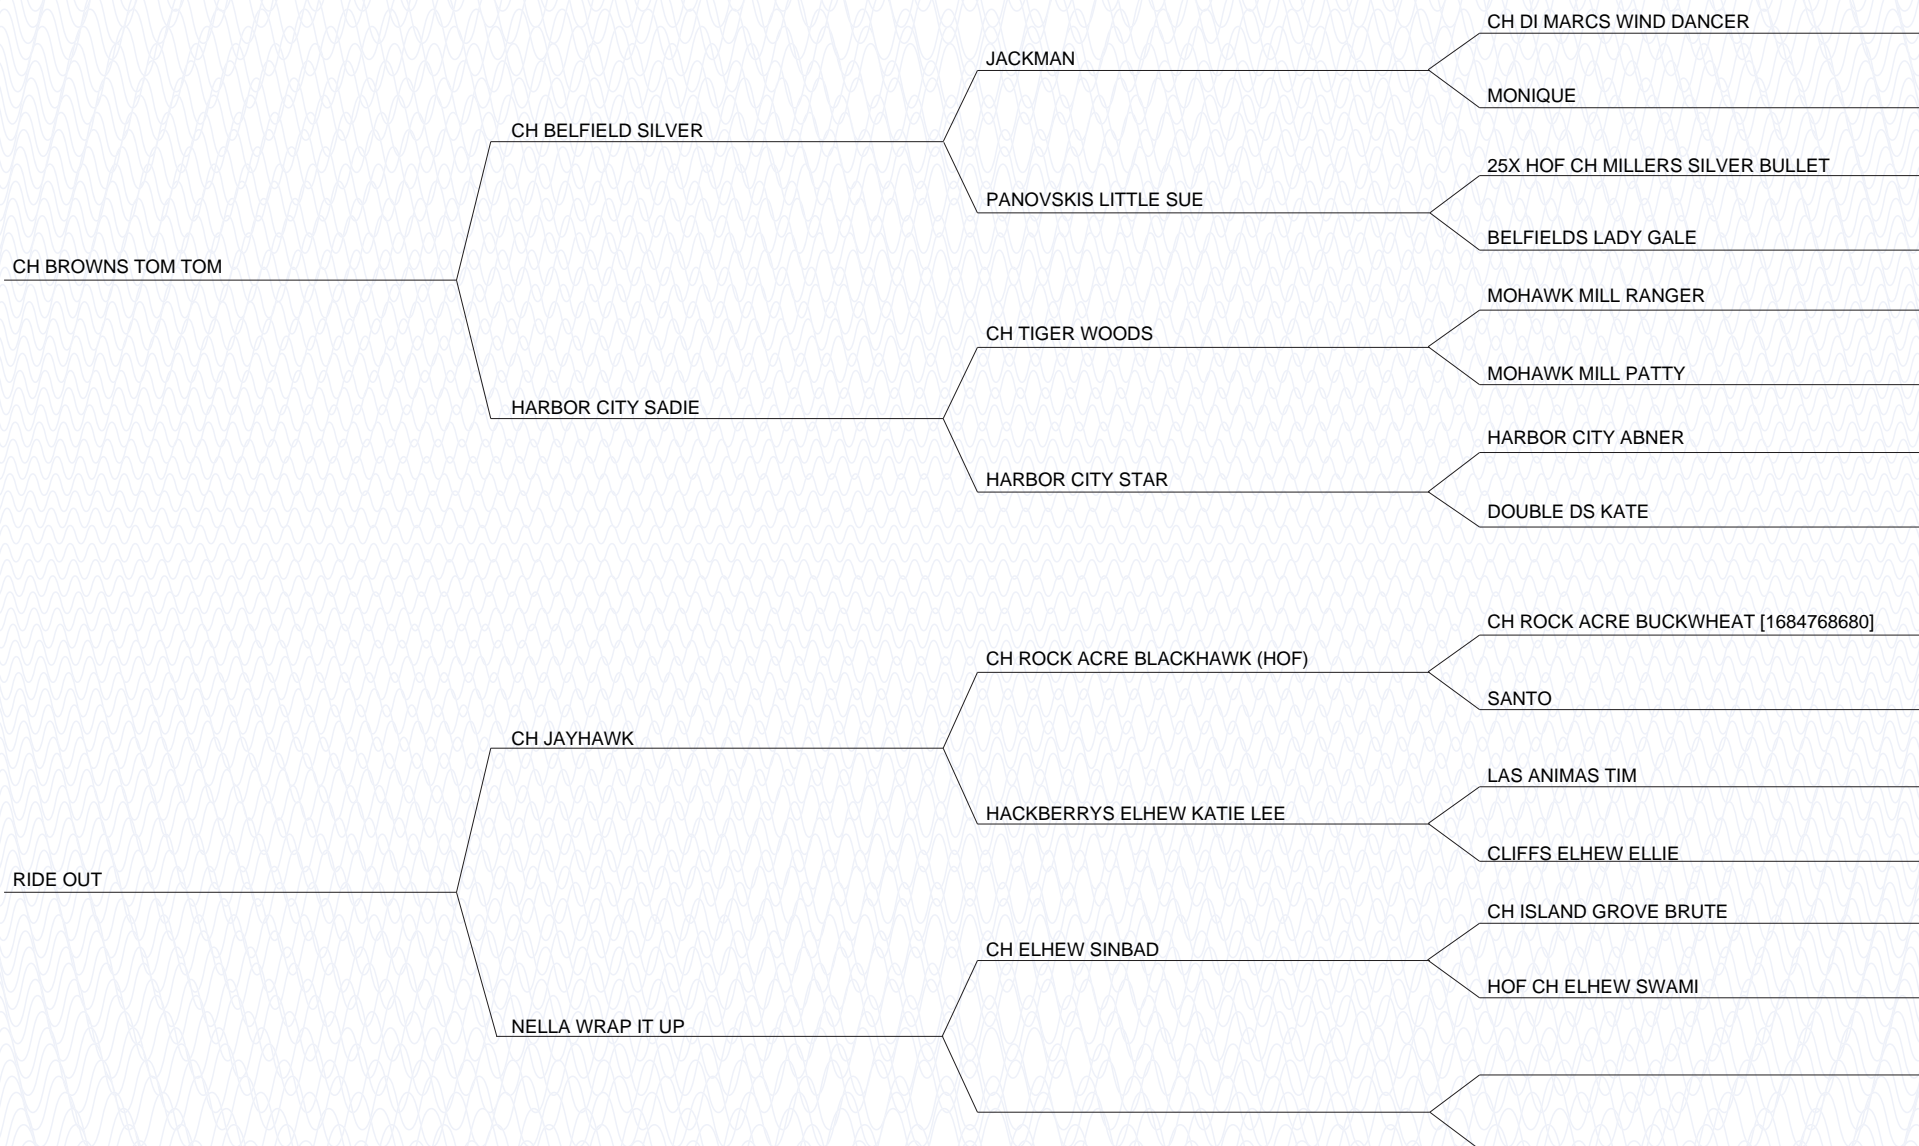 CH DI MARCS WIND DANCER
JACKMAN
MONIQUE
CH BELFIELD SILVER
25X HOF CH MILLERS SILVER BULLET
PANOVSKIS LITTLE SUE
BELFIELDS LADY GALE
CH BROWNS TOM TOM
MOHAWK MILL RANGER
CH TIGER WOODS
MOHAWK MILL PATTY
HARBOR CITY SADIE
HARBOR CITY ABNER
HARBOR CITY STAR
DOUBLE DS KATE
CH ROCK ACRE BUCKWHEAT [1684768680]
CH ROCK ACRE BLACKHAWK (HOF)
SANTO
CH JAYHAWK
LAS ANIMAS TIM
HACKBERRYS ELHEW KATIE LEE
CLIFFS ELHEW ELLIE
RIDE OUT
CH ISLAND GROVE BRUTE
CH ELHEW SINBAD
HOF CH ELHEW SWAMI
NELLA WRAP IT UP